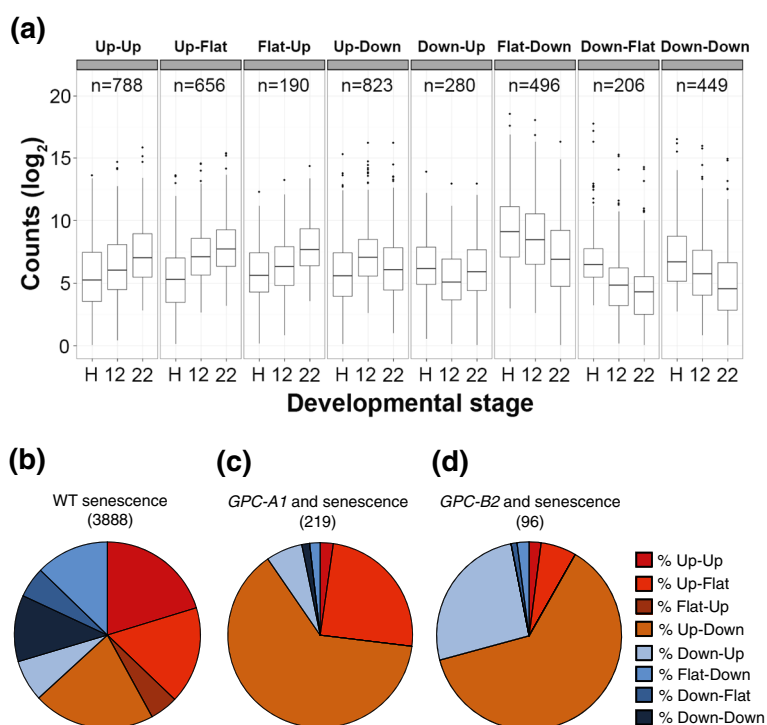 (a)
Up-Up Up-Flat Flat-Up Up-Down Down-Up Flat-Down Down-Flat Down-Down
n=788 n=656 n=190 n=823 n=280 n=496 n=206 n=449
Counts (log2)
20
15
10
5
0
H 12 22 H 12 22 H 12 22 H 12 22 H 12 22 H 12 22 H 12 22 H 12 22
Developmental stage
(b)
WT senescence
(3888)
(c)
GPC-A1 and senescence
(219)
(d)
GPC-B2 and senescence
(96)
% Up-Up
% Up-Flat
% Flat-Up
% Up-Down
% Down-Up
% Flat-Down
% Down-Flat
% Down-Down